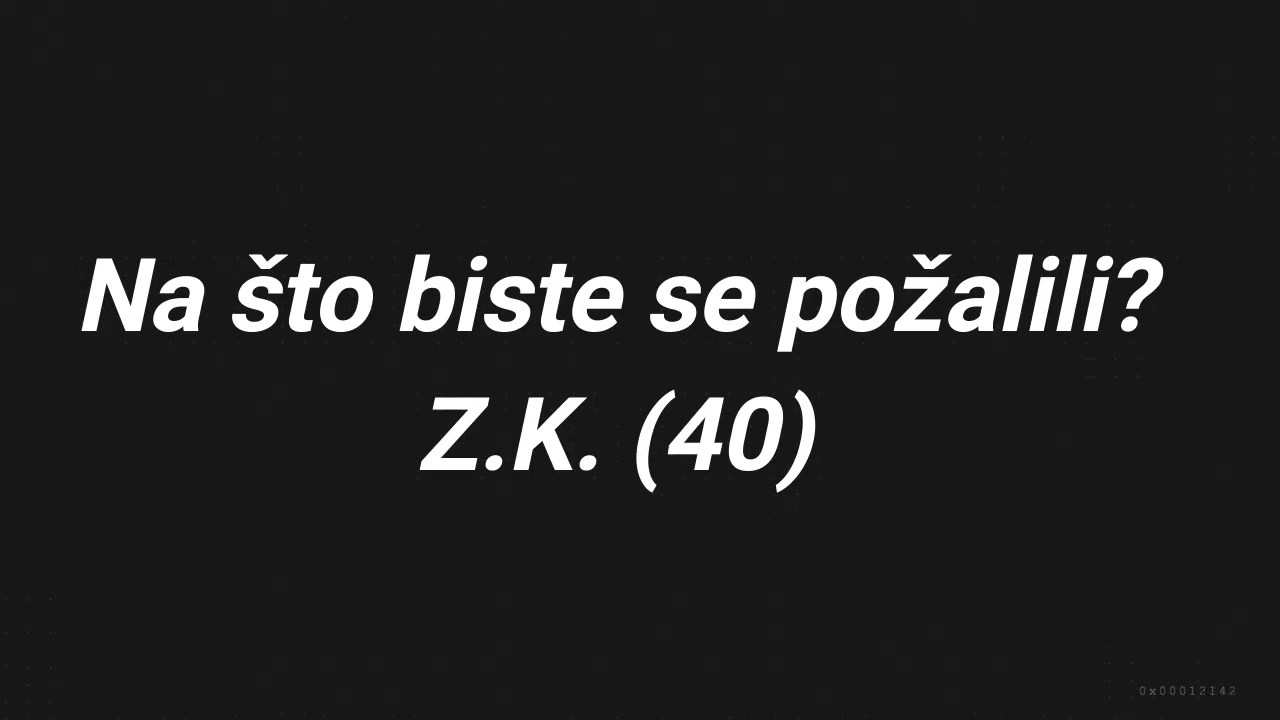 Na što biste se požalili?
Z.K. (40)
0x00012142